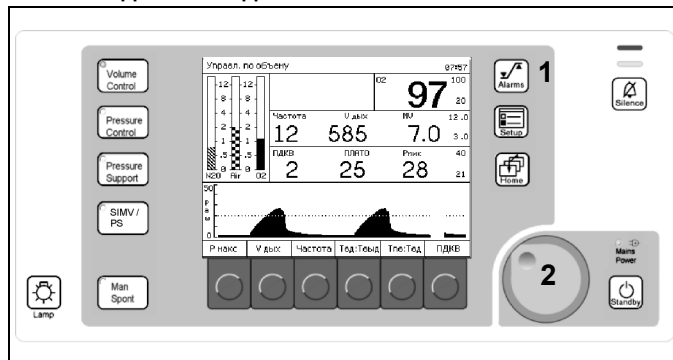 Volume
Control
Pressure
Control
Pressure
Support
SIMV /
PS
Man
Spont
Lamp
Управл. по объему
07:57
12 12
8 8
4 4
2 2
1 1
.5 .5
0 0
N2O Air O2
O2
97
100
20
Частота
12
V дых
585
MV
7.0
12.0
3.0
ПДКВ
2
ПЛАТО
25
Рмис
28
40
21
50
0
Р накс
V дых
Частота
Твд:Твыд
Тпв:Твд
ПДКВ
Alarms
1
Setup
Home
Silence
2
Mains
Power
Standby